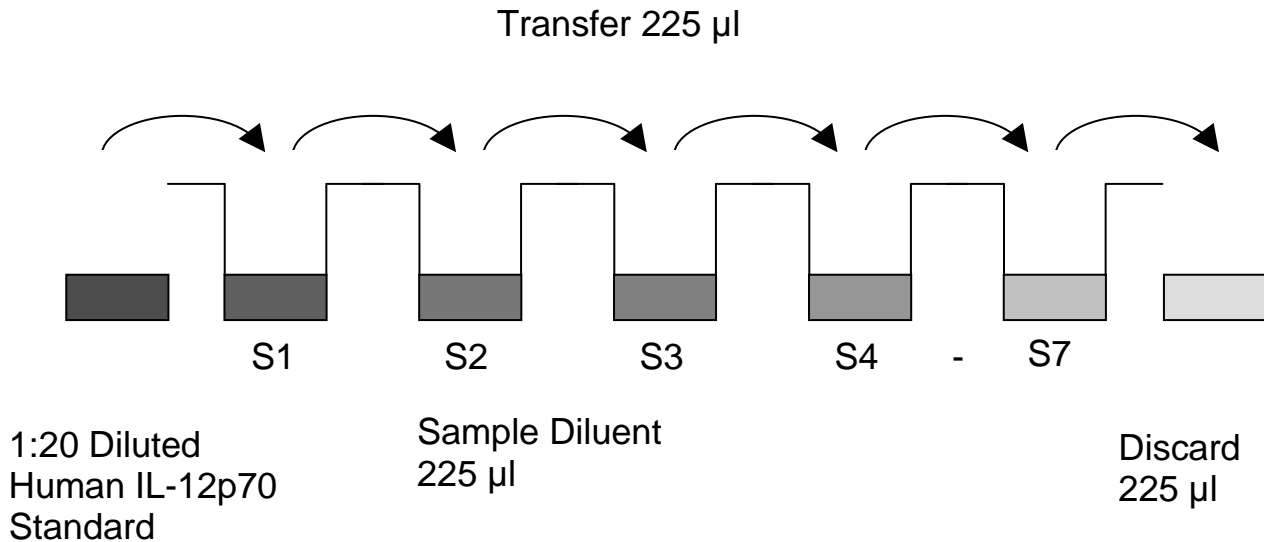 Transfer 225 µl
S1 S2 S3 S4 - S7
1:20 Diluted
Human IL-12p70
Standard
Sample Diluent
225 µl
Discard
225 µl